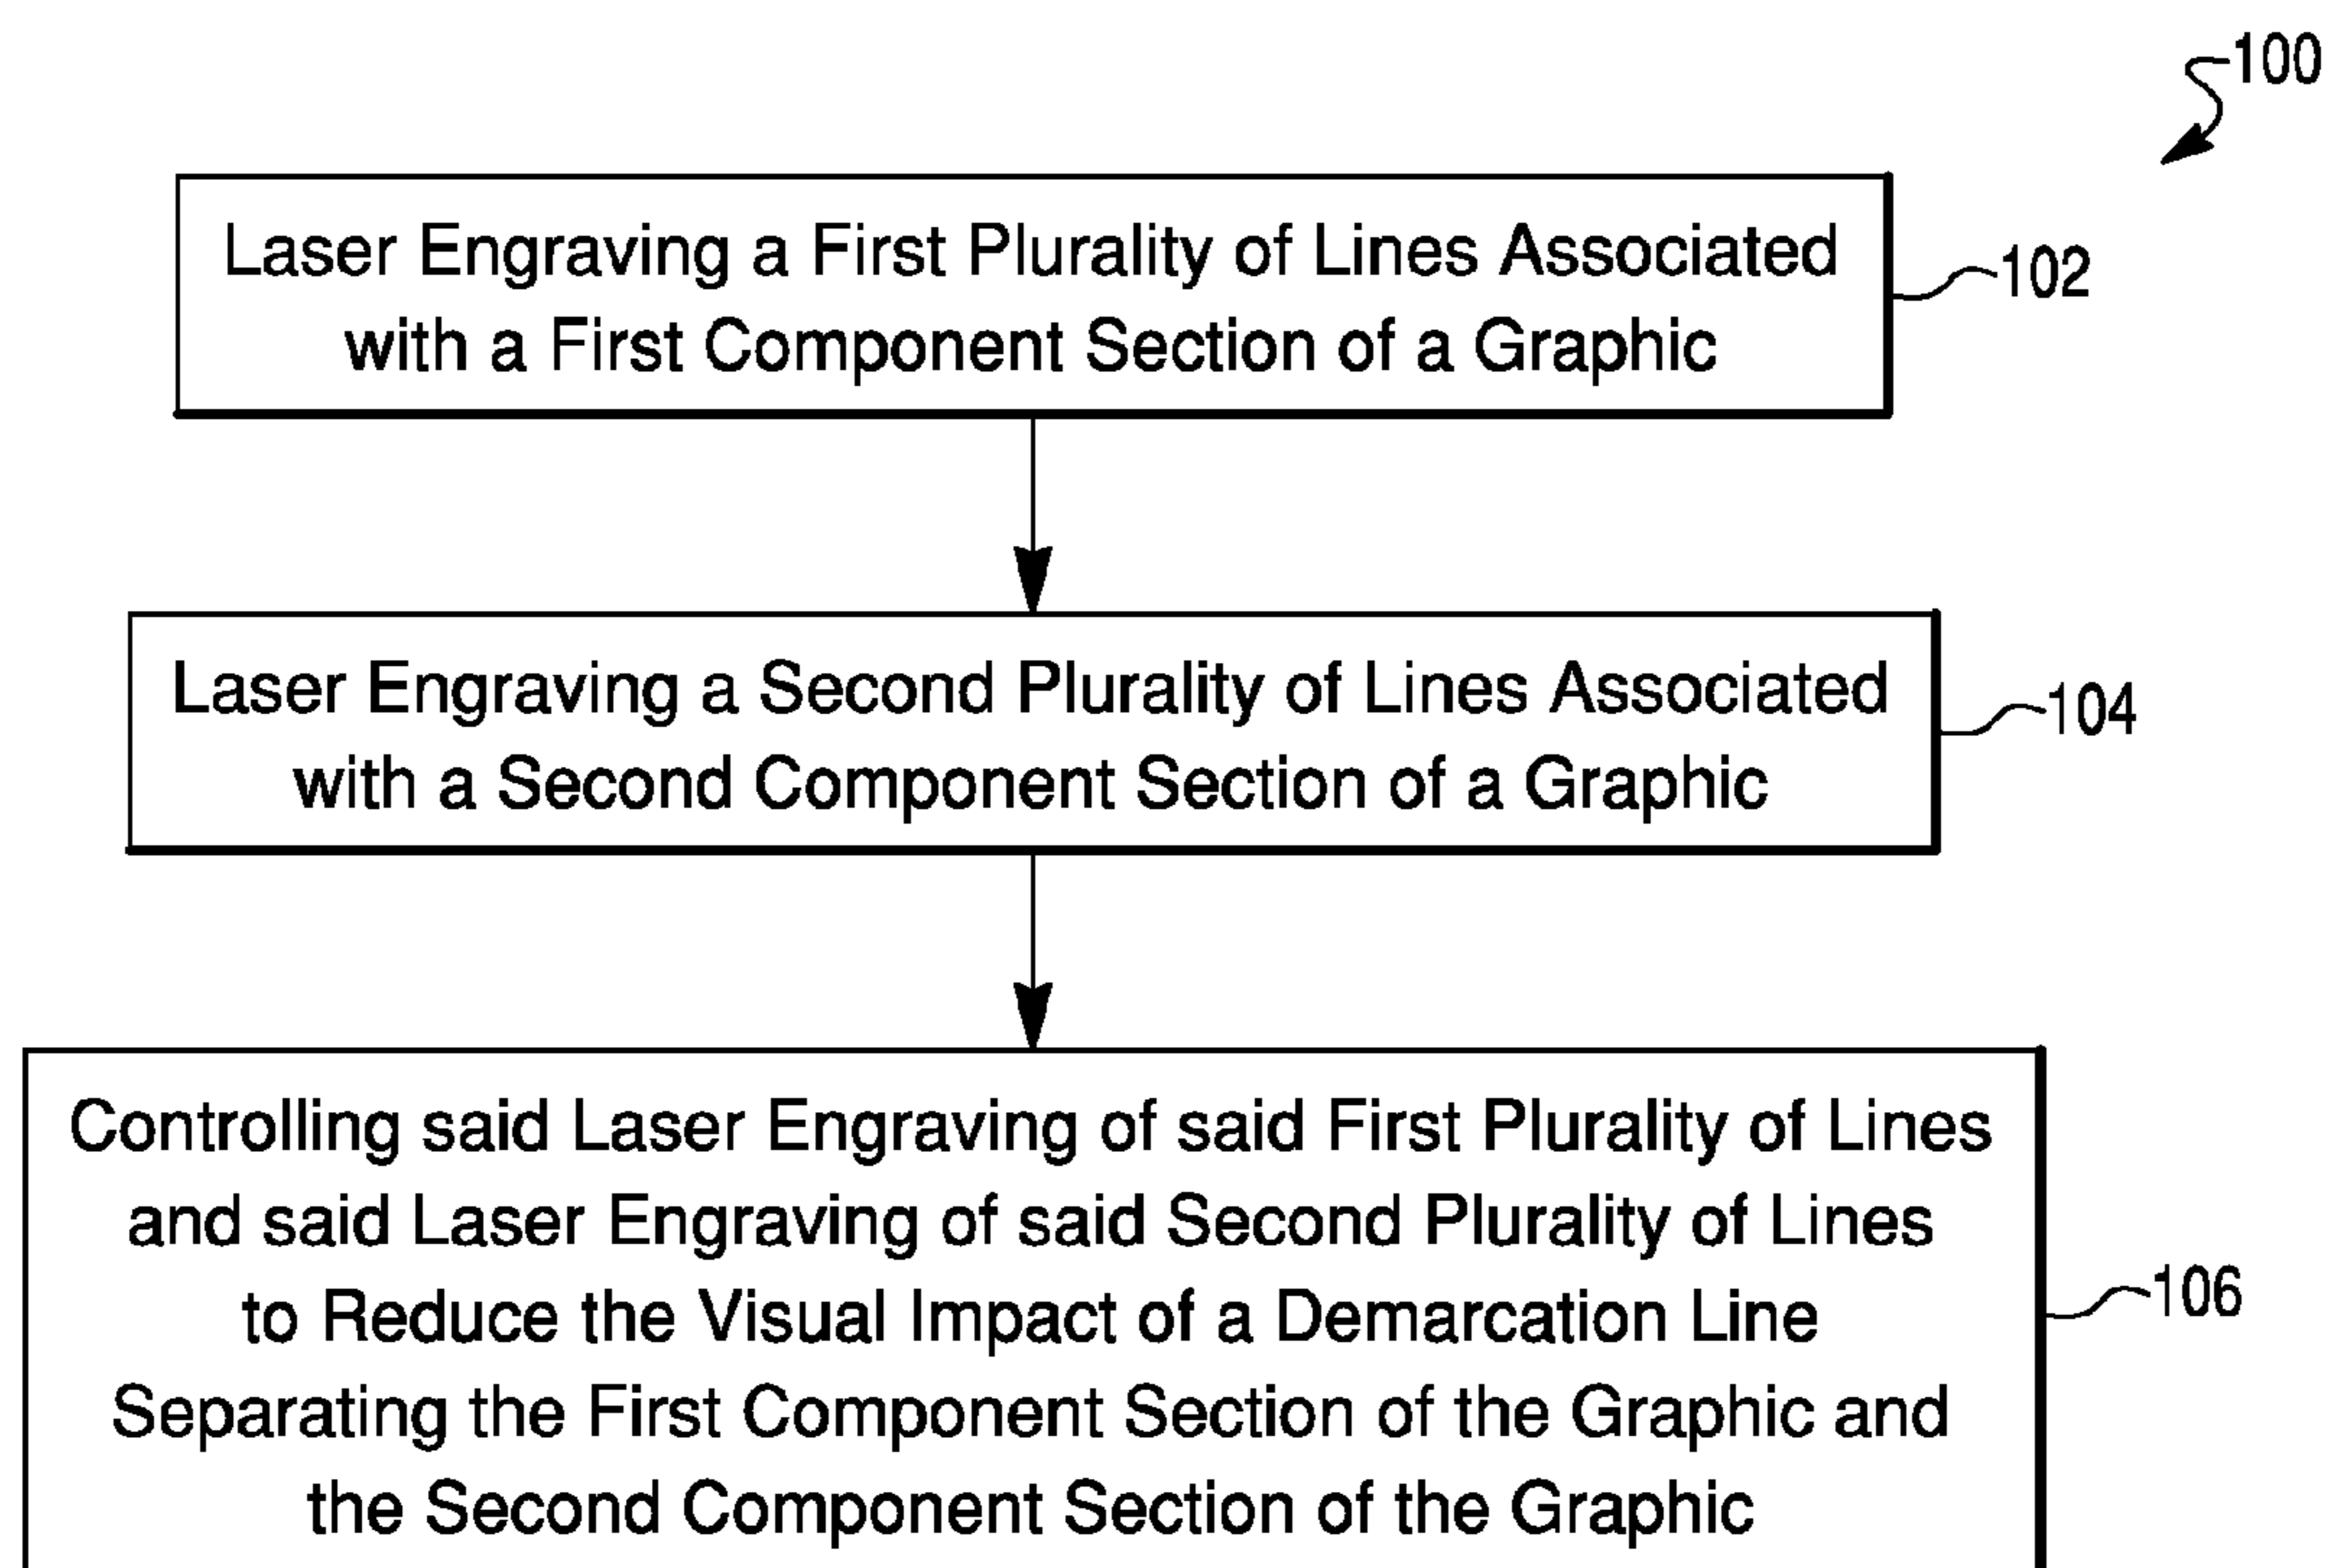 100
Laser Engraving a First Plurality of Lines Associated
with a First Component Section of a Graphic
102
Laser Engraving a Second Plurality of Lines Associated
with a Second Component Section of a Graphic
104
Controlling said Laser Engraving of said First Plurality of Lines
and said Laser Engraving of said Second Plurality of Lines
to Reduce the Visual Impact of a Demarcation Line
Separating the First Component Section of the Graphic and
the Second Component Section of the Graphic
106